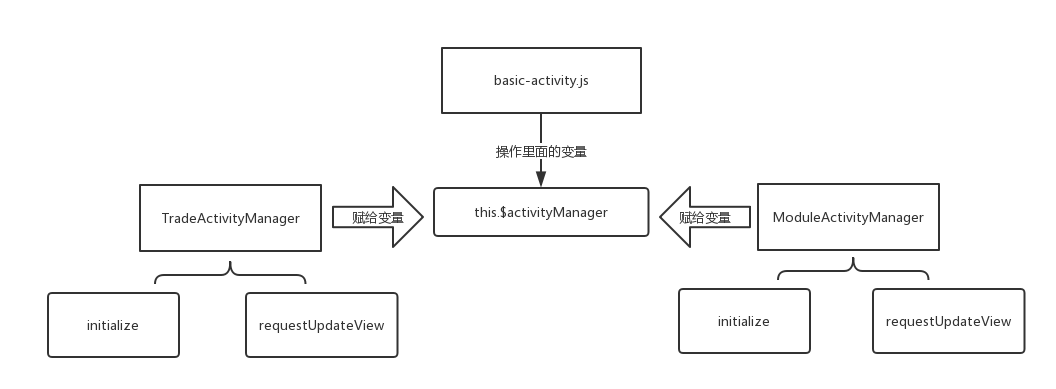 basic-activity.js
操作里面的变量
TradeActivityManager
赋给变量
this.$activityManager
赋给变量
ModuleActivityManager
initialize
requestUpdateView
initialize
requestUpdateView